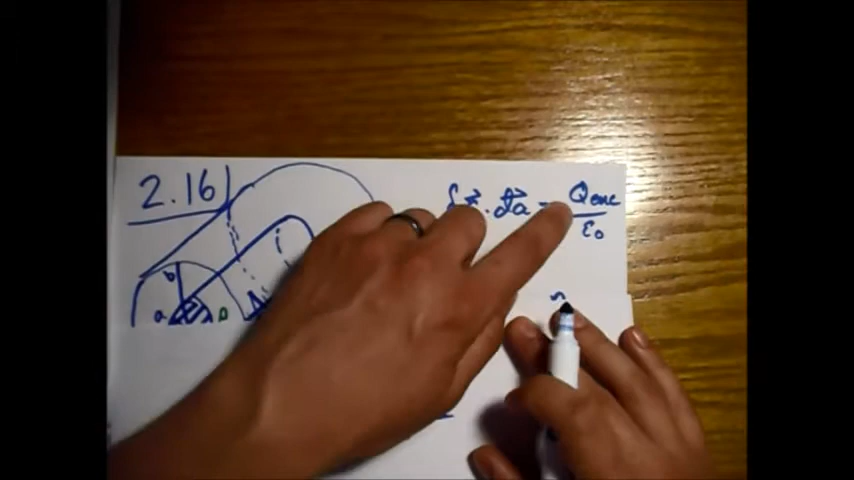 2.16
∮ E⃗ · da⃗ = Qenc / ε0
b
a
s